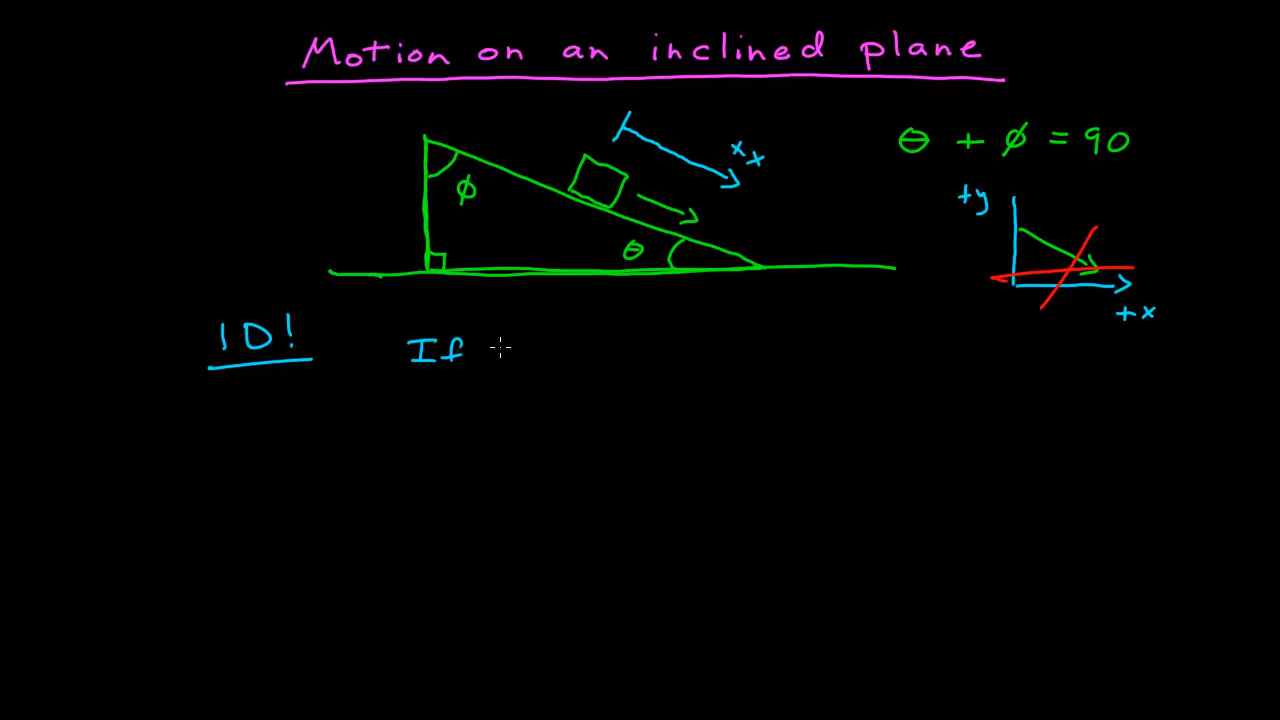 Motion on an inclined plane
θ + ϕ = 90
x x
ϕ
θ
+y
+x
1D!
If